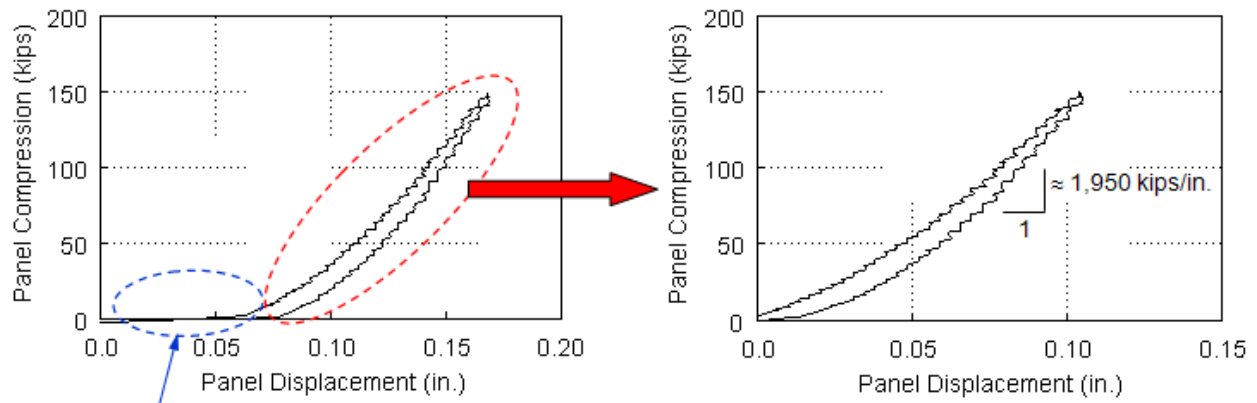 Panel Compression (kips)
200
150
100
50
0
0.0 0.05 0.10 0.15 0.20
Panel Displacement (in.)
Panel Compression (kips)
200
150
100
50
0
≈ 1,950 kips/in.
1
0.0 0.05 0.10 0.15
Panel Displacement (in.)